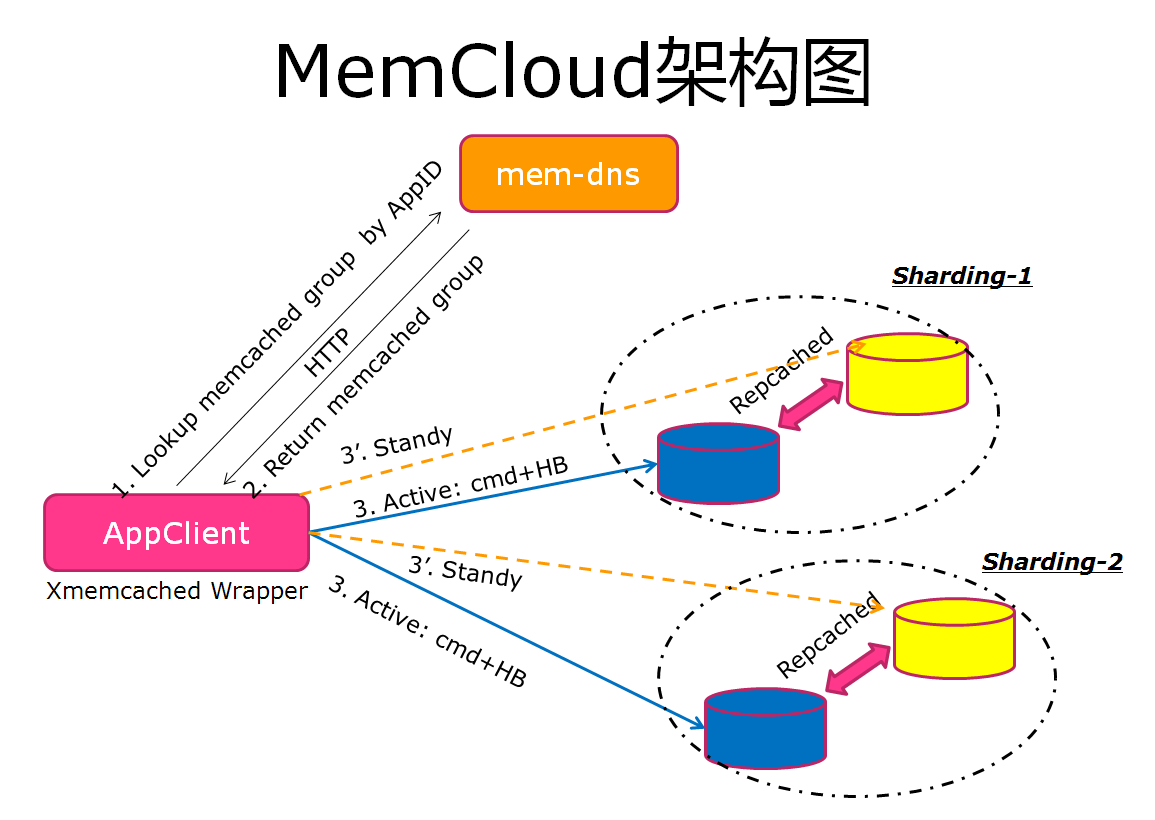 MemCloud架构图
mem-dns
1. Lookup memcached group  by AppID
HTTP
2. Return memcached group
Sharding-1
Repcached
3’. Standy
3. Active: cmd+HB
AppClient
Xmemcached Wrapper
3’. Standy
3. Active: cmd+HB
Sharding-2
Repcached